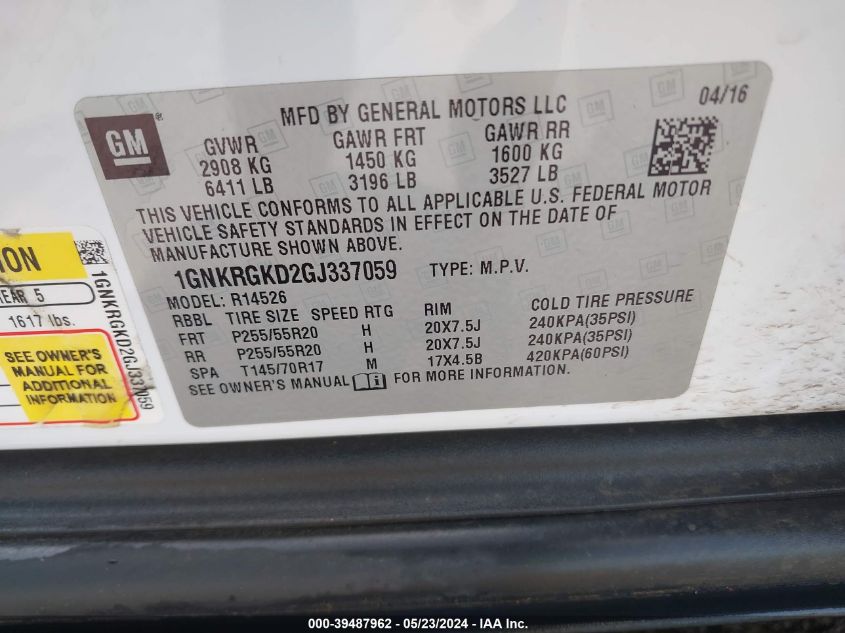 GM
MFD BY GENERAL MOTORS LLC
04/16
GVWR GAWR FRT GAWR RR
2908 KG 1450 KG 1600 KG
6411 LB 3196 LB 3527 LB
THIS VEHICLE CONFORMS TO ALL APPLICABLE U.S. FEDERAL MOTOR
VEHICLE SAFETY STANDARDS IN EFFECT ON THE DATE OF
MANUFACTURE SHOWN ABOVE.
1GNKRGKD2GJ337059 TYPE: M.P.V.
MODEL: R14526
RBBL TIRE SIZE SPEED RTG RIM COLD TIRE PRESSURE
FRT P255/55R20 H 20X7.5J 240KPA(35PSI)
RR P255/55R20 H 20X7.5J 240KPA(35PSI)
SPA T145/70R17 M 17X4.5B 420KPA(60PSI)
SEE OWNER'S MANUAL FOR MORE INFORMATION.
REAR 5
1617 lbs.
SEE OWNER'S
MANUAL FOR
ADDITIONAL
INFORMATION
1GNKRGKD2GJ337059
000-39487962 - 05/23/2024 - IAA Inc.